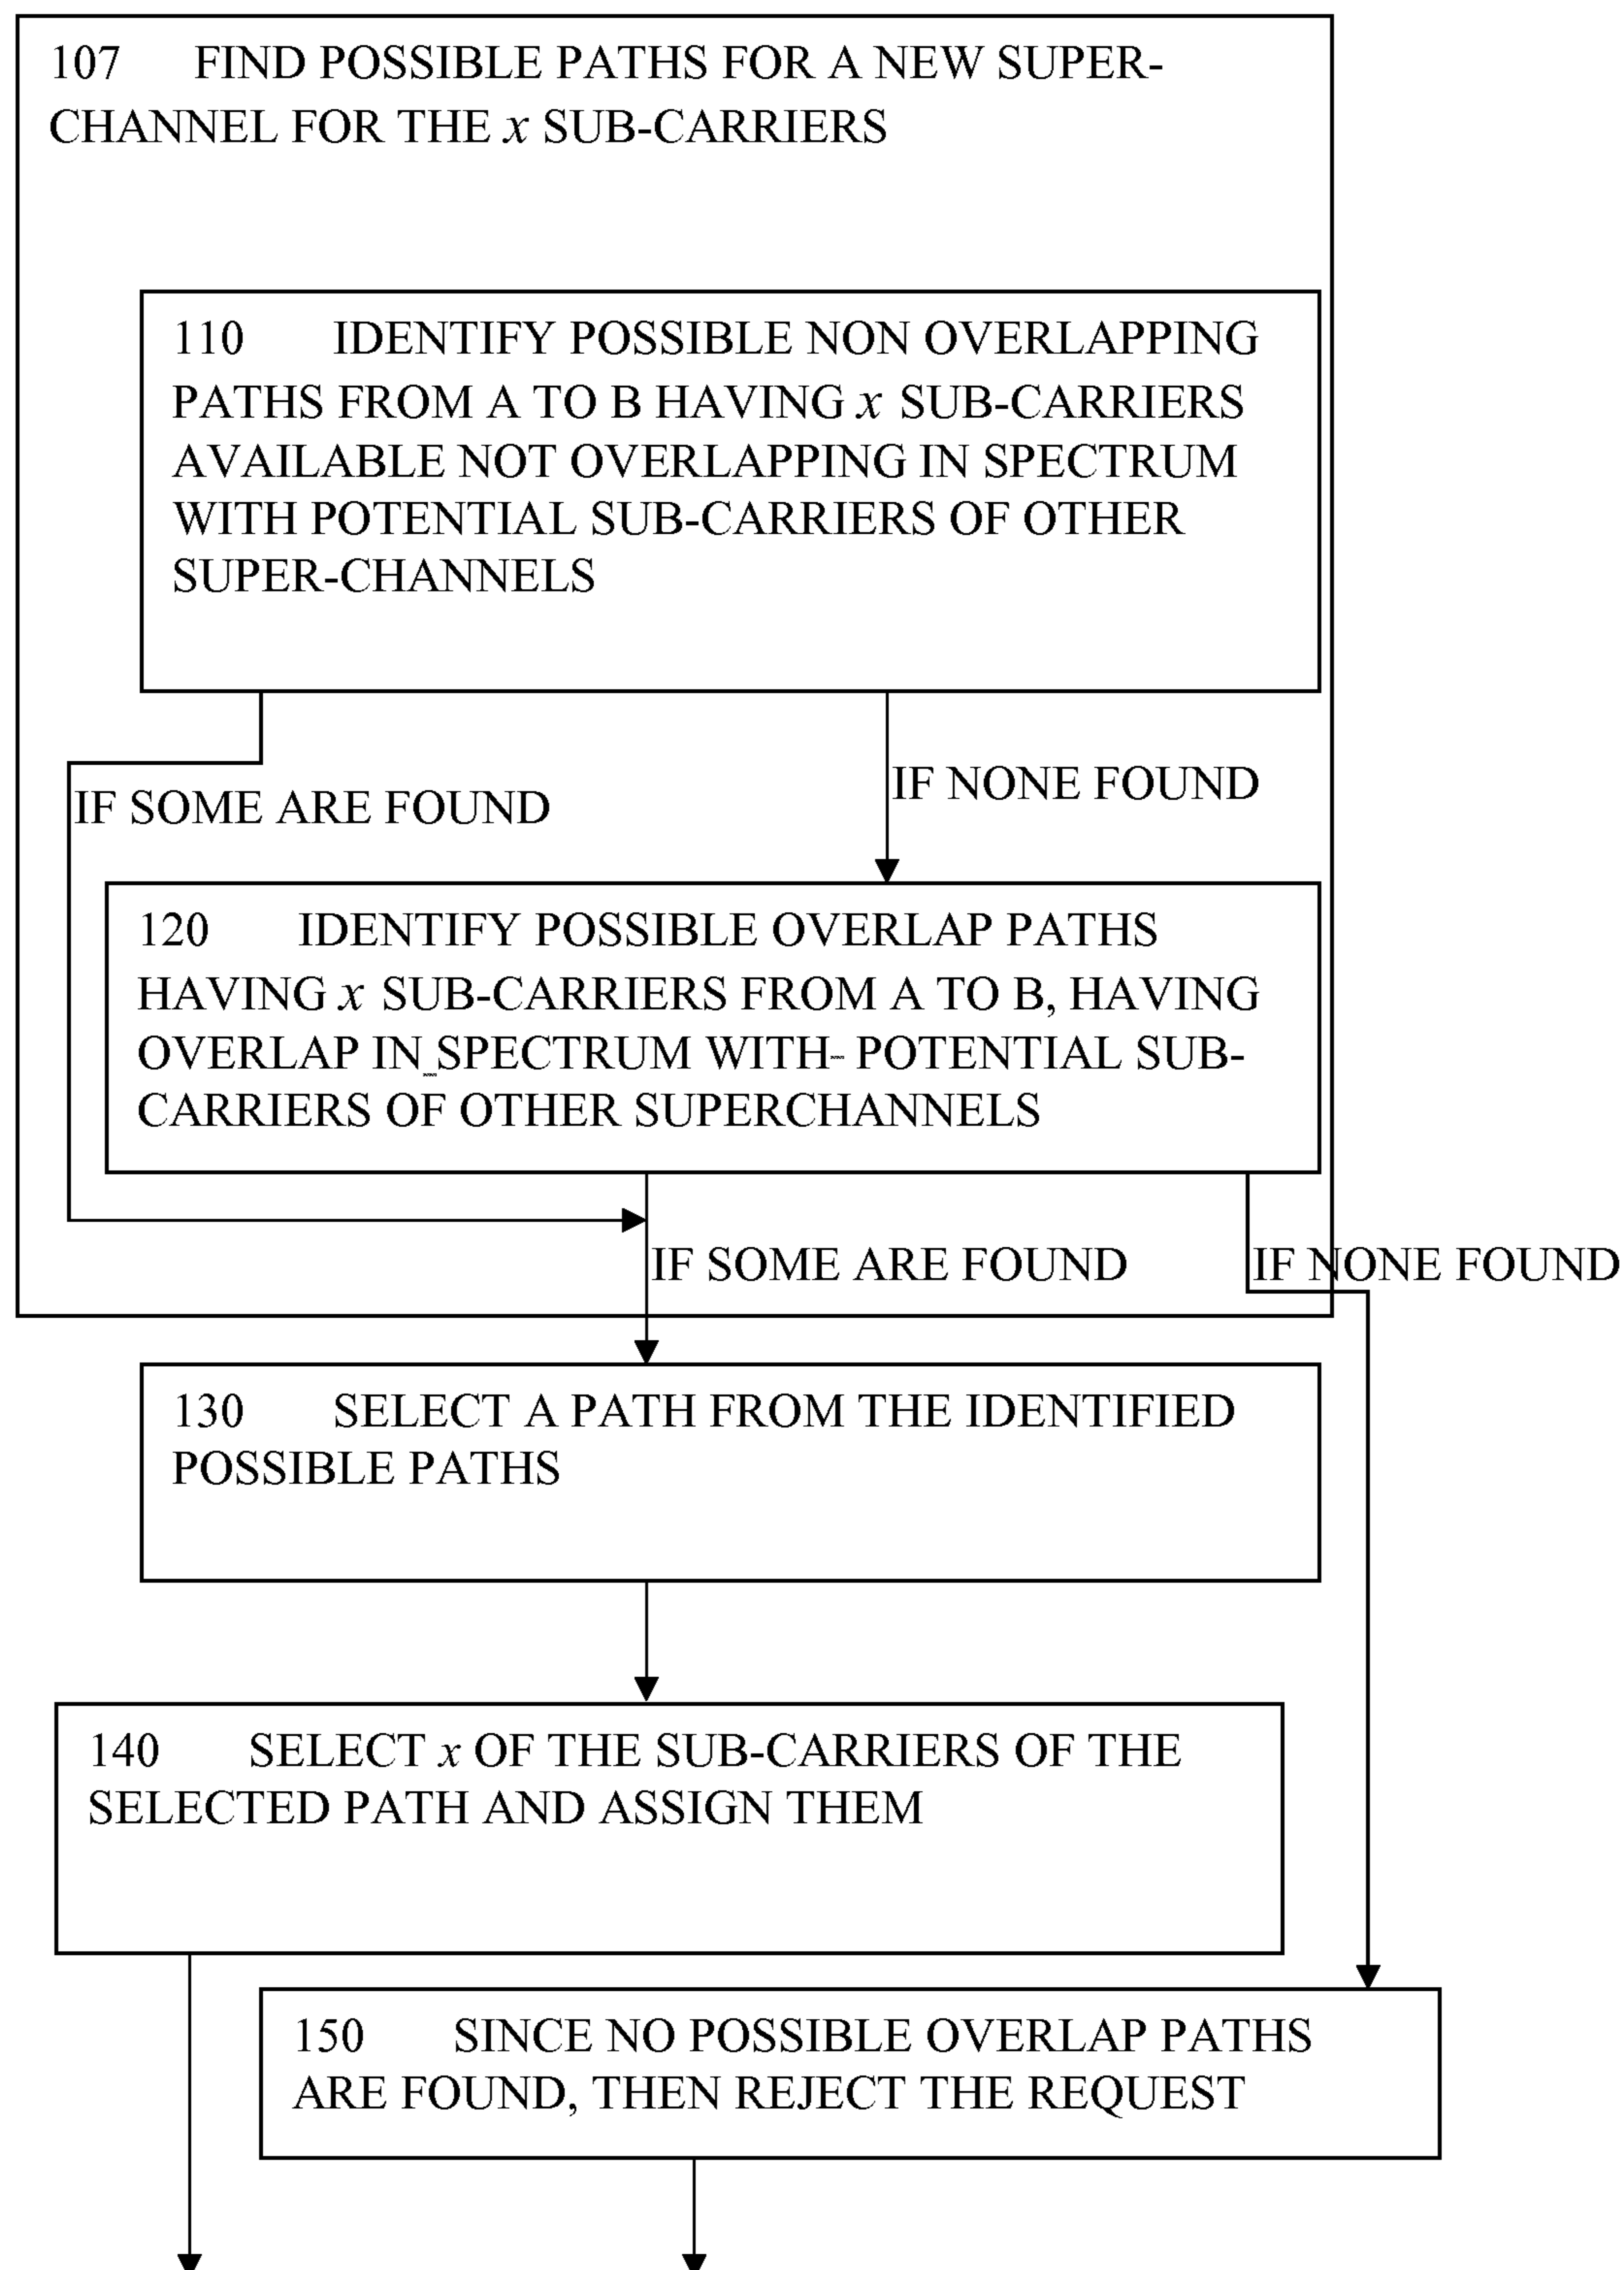 107 FIND POSSIBLE PATHS FOR A NEW SUPER-
CHANNEL FOR THE x SUB-CARRIERS
110 IDENTIFY POSSIBLE NON OVERLAPPING
PATHS FROM A TO B HAVING x SUB-CARRIERS
AVAILABLE NOT OVERLAPPING IN SPECTRUM
WITH POTENTIAL SUB-CARRIERS OF OTHER
SUPER-CHANNELS
IF NONE FOUND
IF SOME ARE FOUND
120 IDENTIFY POSSIBLE OVERLAP PATHS
HAVING x SUB-CARRIERS FROM A TO B, HAVING
OVERLAP IN SPECTRUM WITH POTENTIAL SUB-
CARRIERS OF OTHER SUPERCHANNELS
IF SOME ARE FOUND
IF NONE FOUND
130 SELECT A PATH FROM THE IDENTIFIED
POSSIBLE PATHS
140 SELECT x OF THE SUB-CARRIERS OF THE
SELECTED PATH AND ASSIGN THEM
150 SINCE NO POSSIBLE OVERLAP PATHS
ARE FOUND, THEN REJECT THE REQUEST